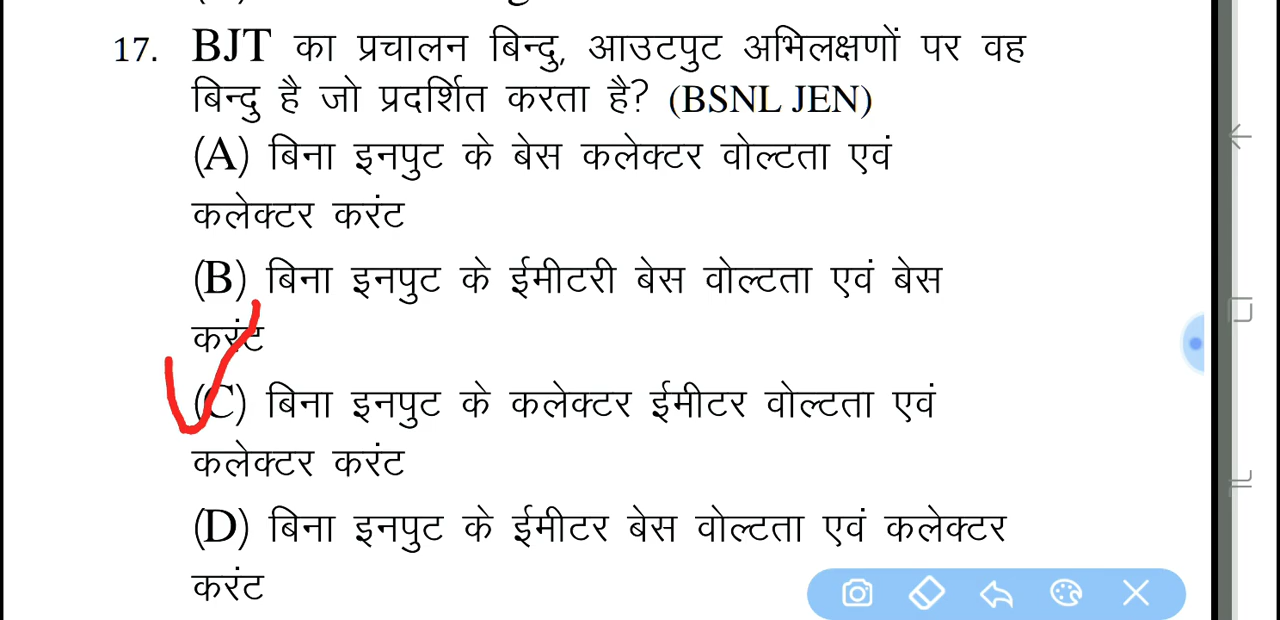 17. BJT का प्रचालन बिन्दु, आउटपुट अभिलक्षणों पर वह
बिन्दु है जो प्रदर्शित करता है? (BSNL JEN)
(A) बिना इनपुट के बेस कलेक्टर वोल्टता एवं
कलेक्टर करंट
(B) बिना इनपुट के ईमीटरी बेस वोल्टता एवं बेस
करंट
(C) बिना इनपुट के कलेक्टर ईमीटर वोल्टता एवं
कलेक्टर करंट
(D) बिना इनपुट के ईमीटर बेस वोल्टता एवं कलेक्टर
करंट